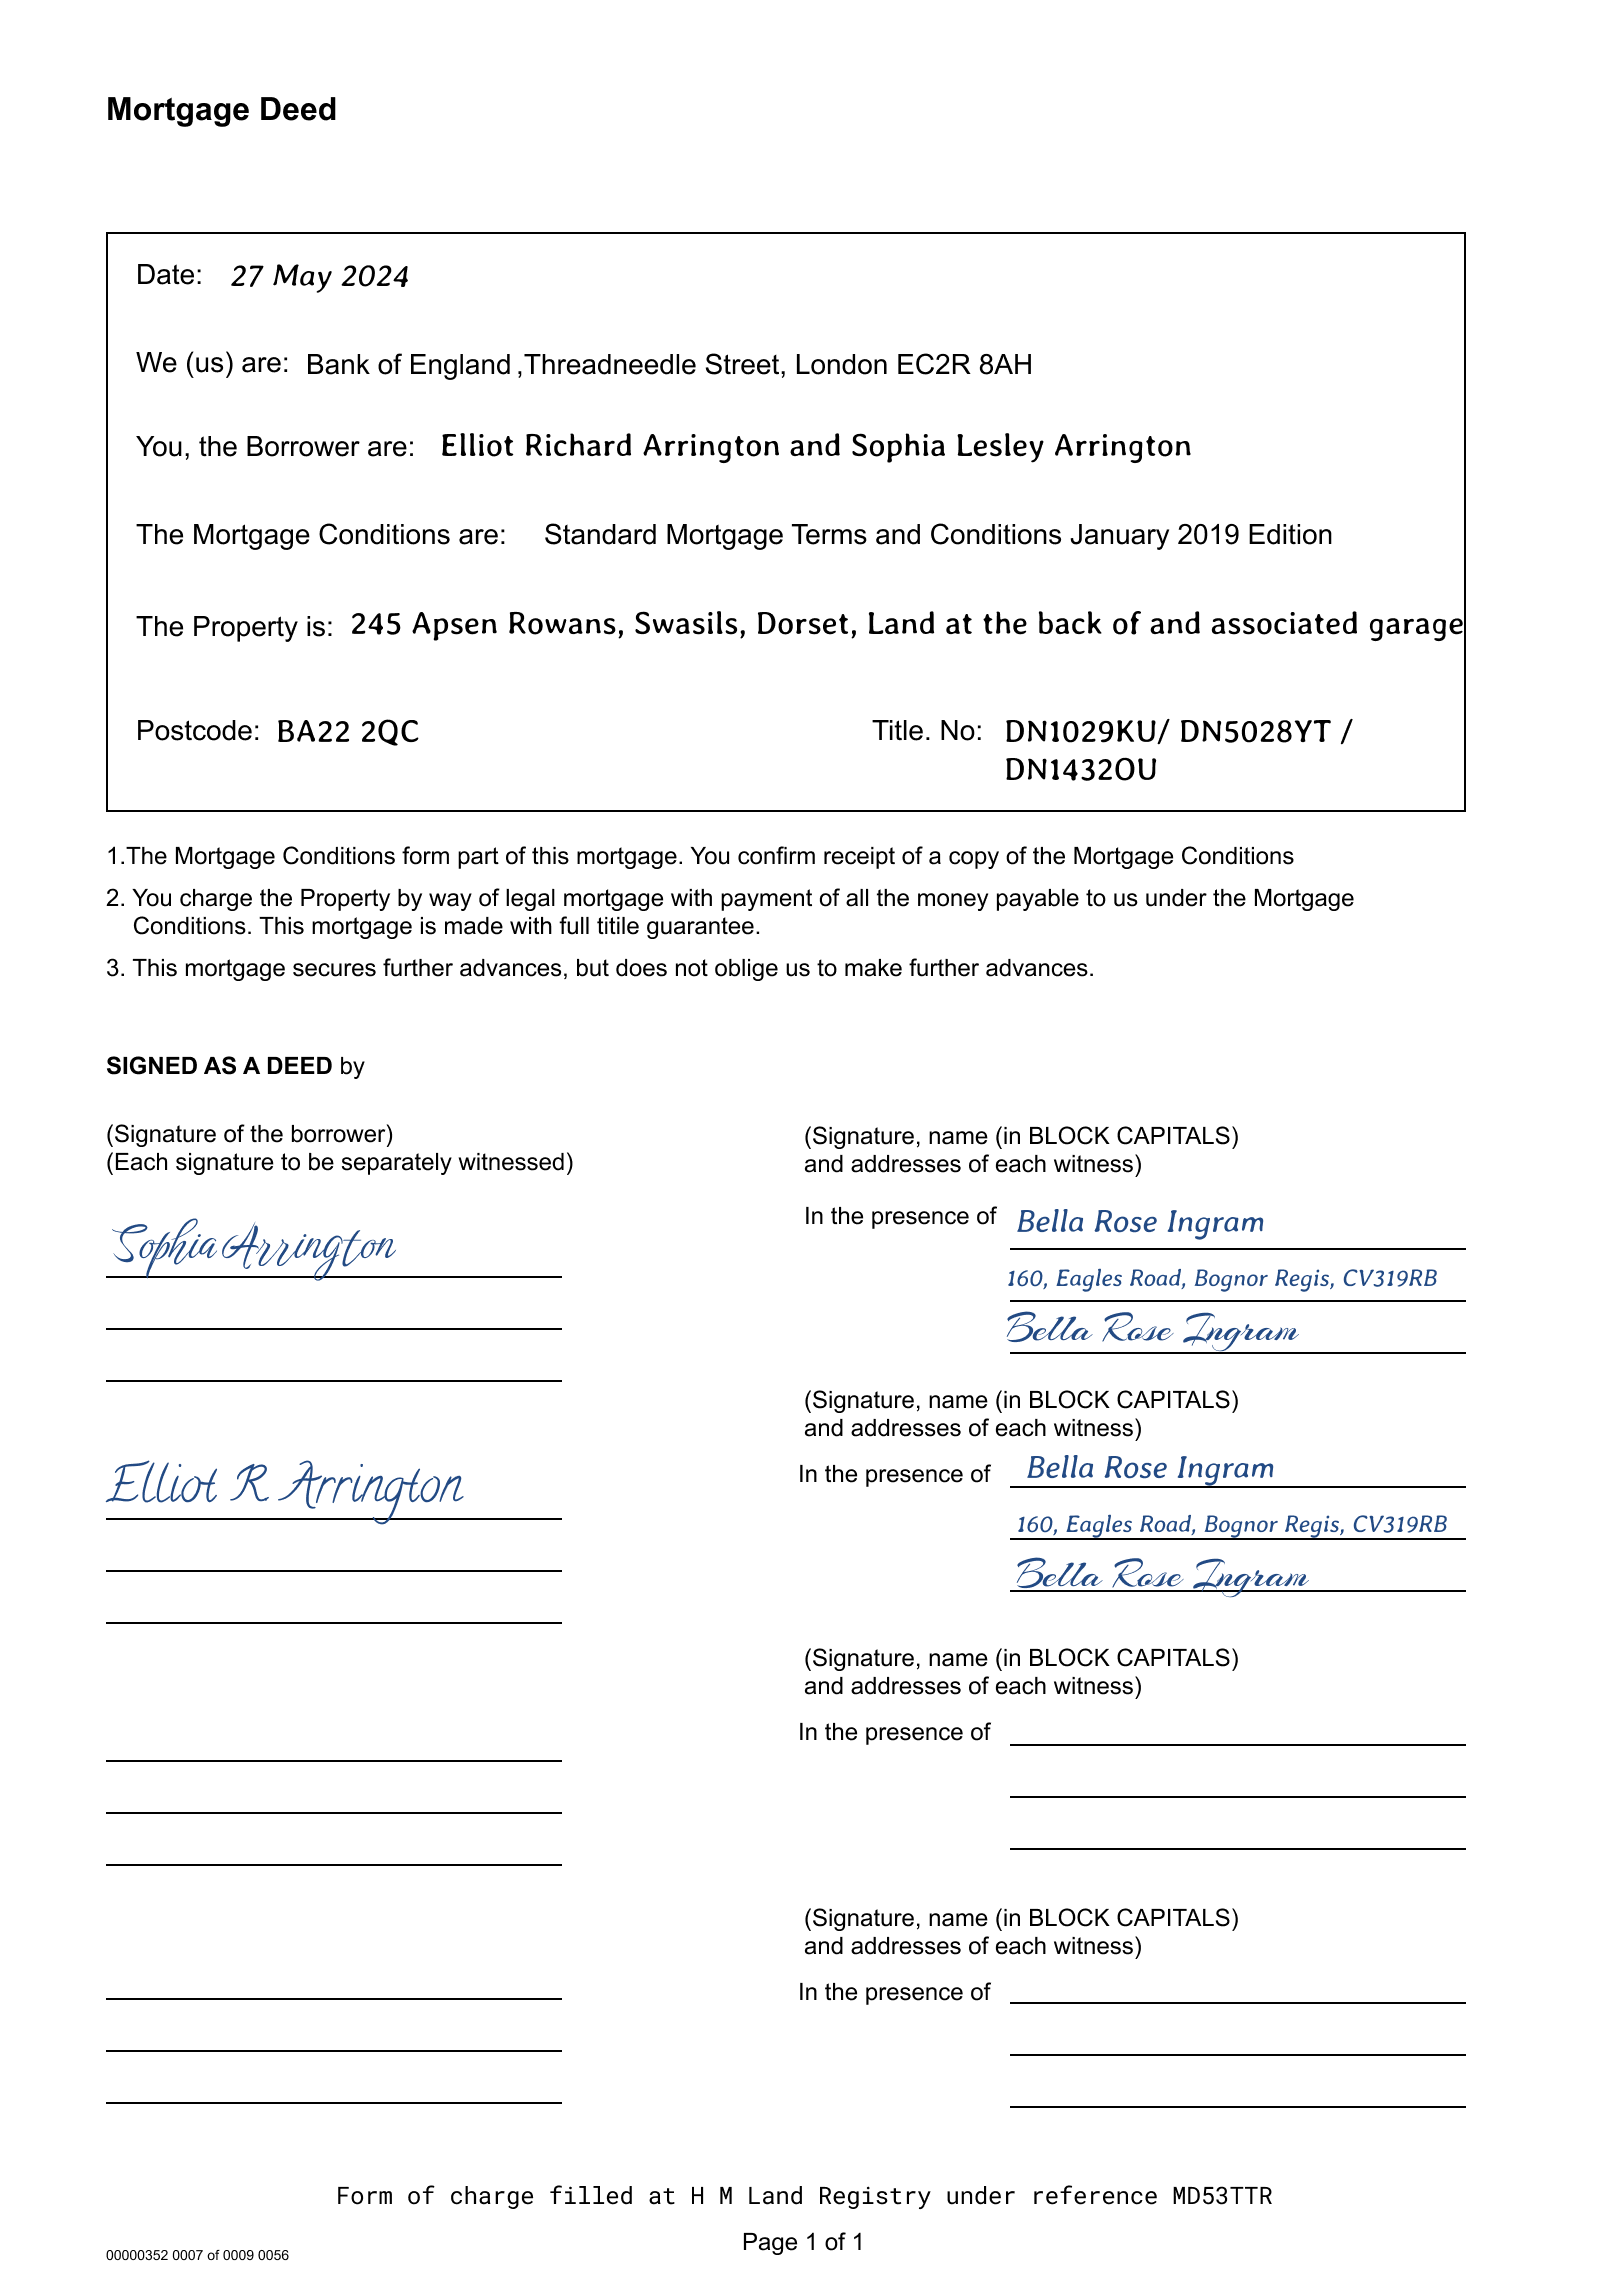 Mortgage Deed
Date: 27 May 2024
We (us) are: Bank of England ,Threadneedle Street, London EC2R 8AH
You, the Borrower are: Elliot Richard Arrington and Sophia Lesley Arrington
The Mortgage Conditions are: Standard Mortgage Terms and Conditions January 2019 Edition
The Property is: 245 Apsen Rowans, Swasils, Dorset, Land at the back of and associated garage
Postcode: BA22 2QC
Title. No: DN1029KU/ DN5028YT /
DN1432OU
1.The Mortgage Conditions form part of this mortgage. You confirm receipt of a copy of the Mortgage Conditions
2. You charge the Property by way of legal mortgage with payment of all the money payable to us under the Mortgage
Conditions. This mortgage is made with full titile guarantee.
3. This mortgage secures further advances, but does not oblige us to make further advances.
SIGNED AS A DEED by
(Signature of the borrower)
(Each signature to be separately witnessed)
(Signature, name (in BLOCK CAPITALS)
and addresses of each witness)
Sophia Arrington
In the presence of Bella Rose Ingram
160, Eagles Road, Bognor Regis, CV319RB
Bella Rose Ingram
(Signature, name (in BLOCK CAPITALS)
and addresses of each witness)
Elliot R Arrington
In the presence of Bella Rose Ingram
160, Eagles Road, Bognor Regis, CV319RB
Bella Rose Ingram
(Signature, name (in BLOCK CAPITALS)
and addresses of each witness)
In the presence of
(Signature, name (in BLOCK CAPITALS)
and addresses of each witness)
In the presence of
Form of charge filled at H M Land Registry under reference MD53TTR
Page 1 of 1
00000352 0007 of 0009 0056